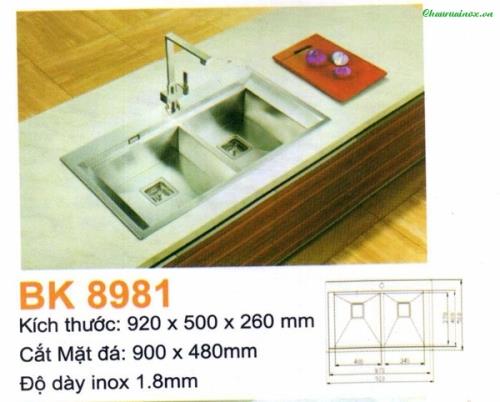 Chauruainox.vn
BK 8981
Kích thước: 920 x 500 x 260 mm
Cắt Mặt đá: 900 x 480mm
Độ dày inox 1.8mm